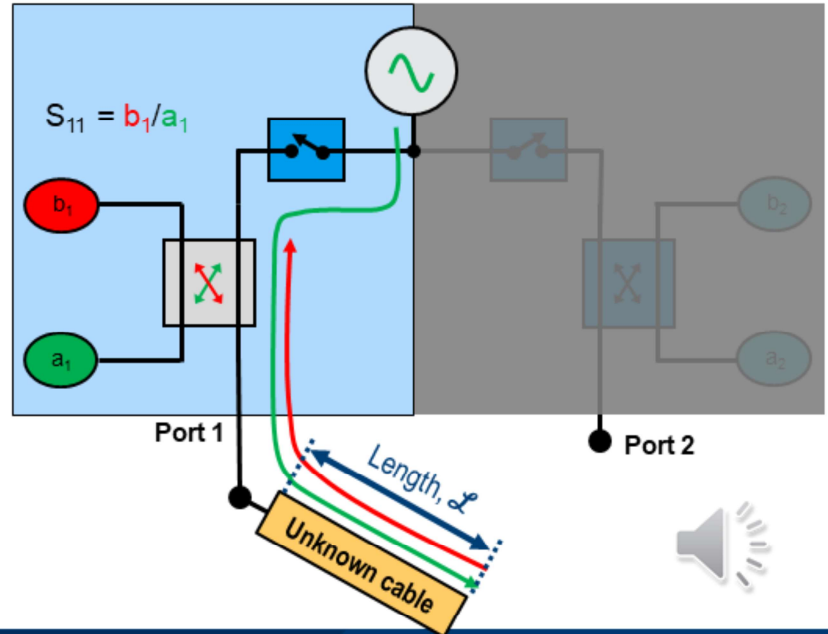 S₁₁ = b₁/a₁
b₁
b₂
a₁
a₂
Port 1
Port 2
Length, ℒ
Unknown cable